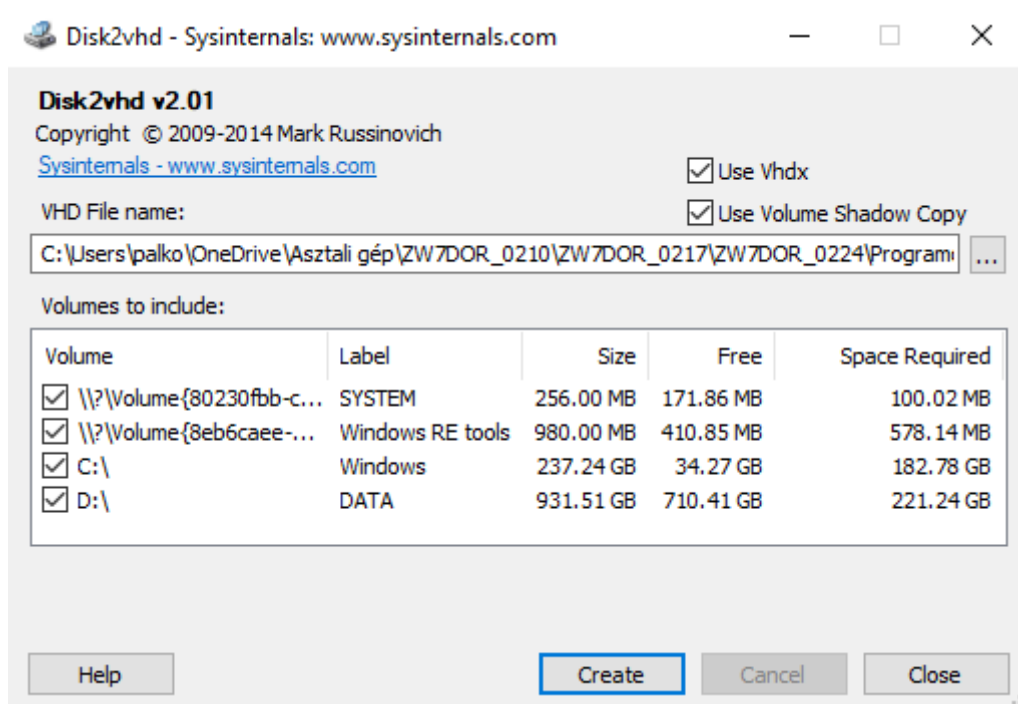 Disk2vhd - Sysinternals: www.sysinternals.com
Disk2vhd v2.01
Copyright © 2009-2014 Mark Russinovich
Sysinternals - www.sysinternals.com
Use Vhdx
VHD File name:
Use Volume Shadow Copy
C:\Users\palko\OneDrive\Asztali gép\ZW7DOR_0210\ZW7DOR_0217\ZW7DOR_0224\Program
...
Volumes to include:
Volume Label Size Free Space Required
\\?\Volume{80230fbb-c... SYSTEM 256.00 MB 171.86 MB 100.02 MB
\\?\Volume{8eb6caee-... Windows RE tools 980.00 MB 410.85 MB 578.14 MB
C:\ Windows 237.24 GB 34.27 GB 182.78 GB
D:\ DATA 931.51 GB 710.41 GB 221.24 GB
Help Create Cancel Close